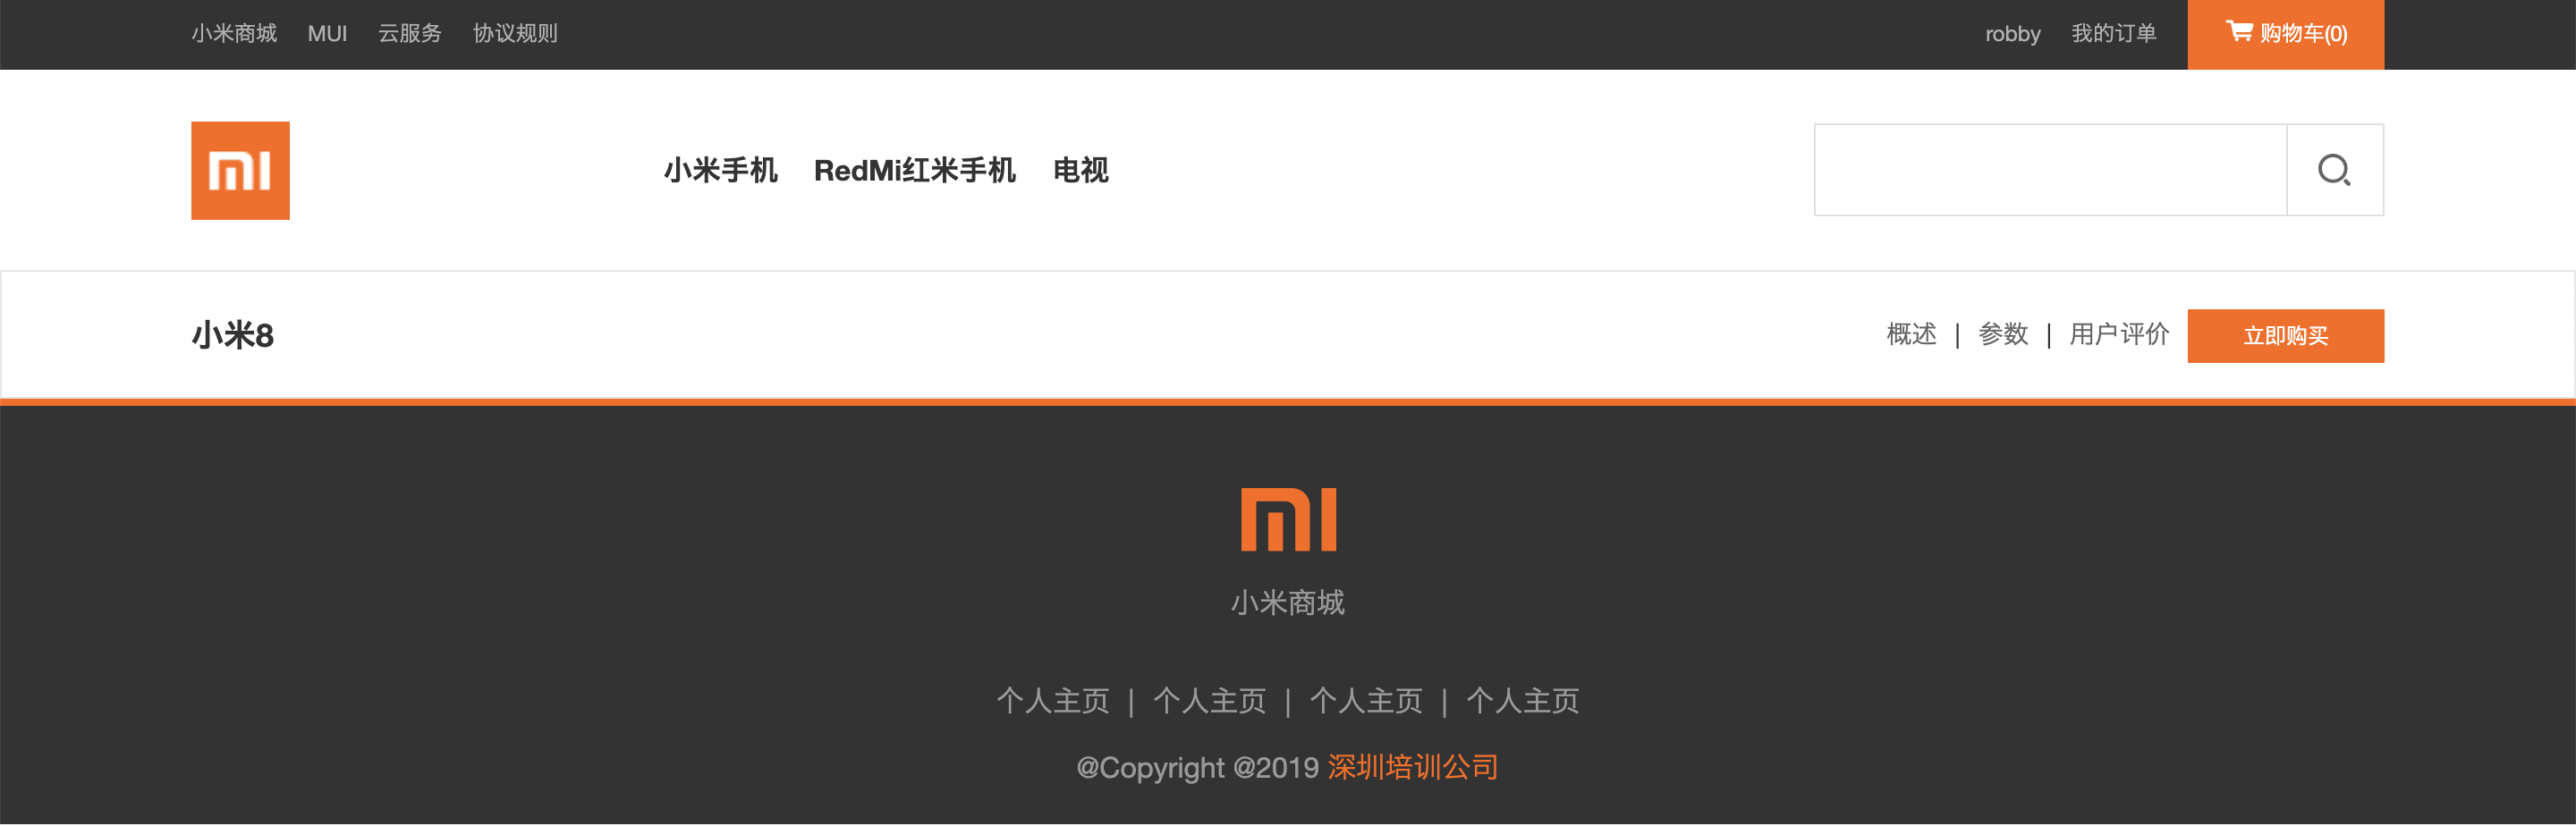 小米商城 MUI 云服务 协议规则 robby 我的订单 购物车(0)
mi 小米手机 RedMi红米手机 电视
小米8 概述 | 参数 | 用户评价 立即购买
mi
小米商城
个人主页 | 个人主页 | 个人主页 | 个人主页
@Copyright @2019 深圳培训公司